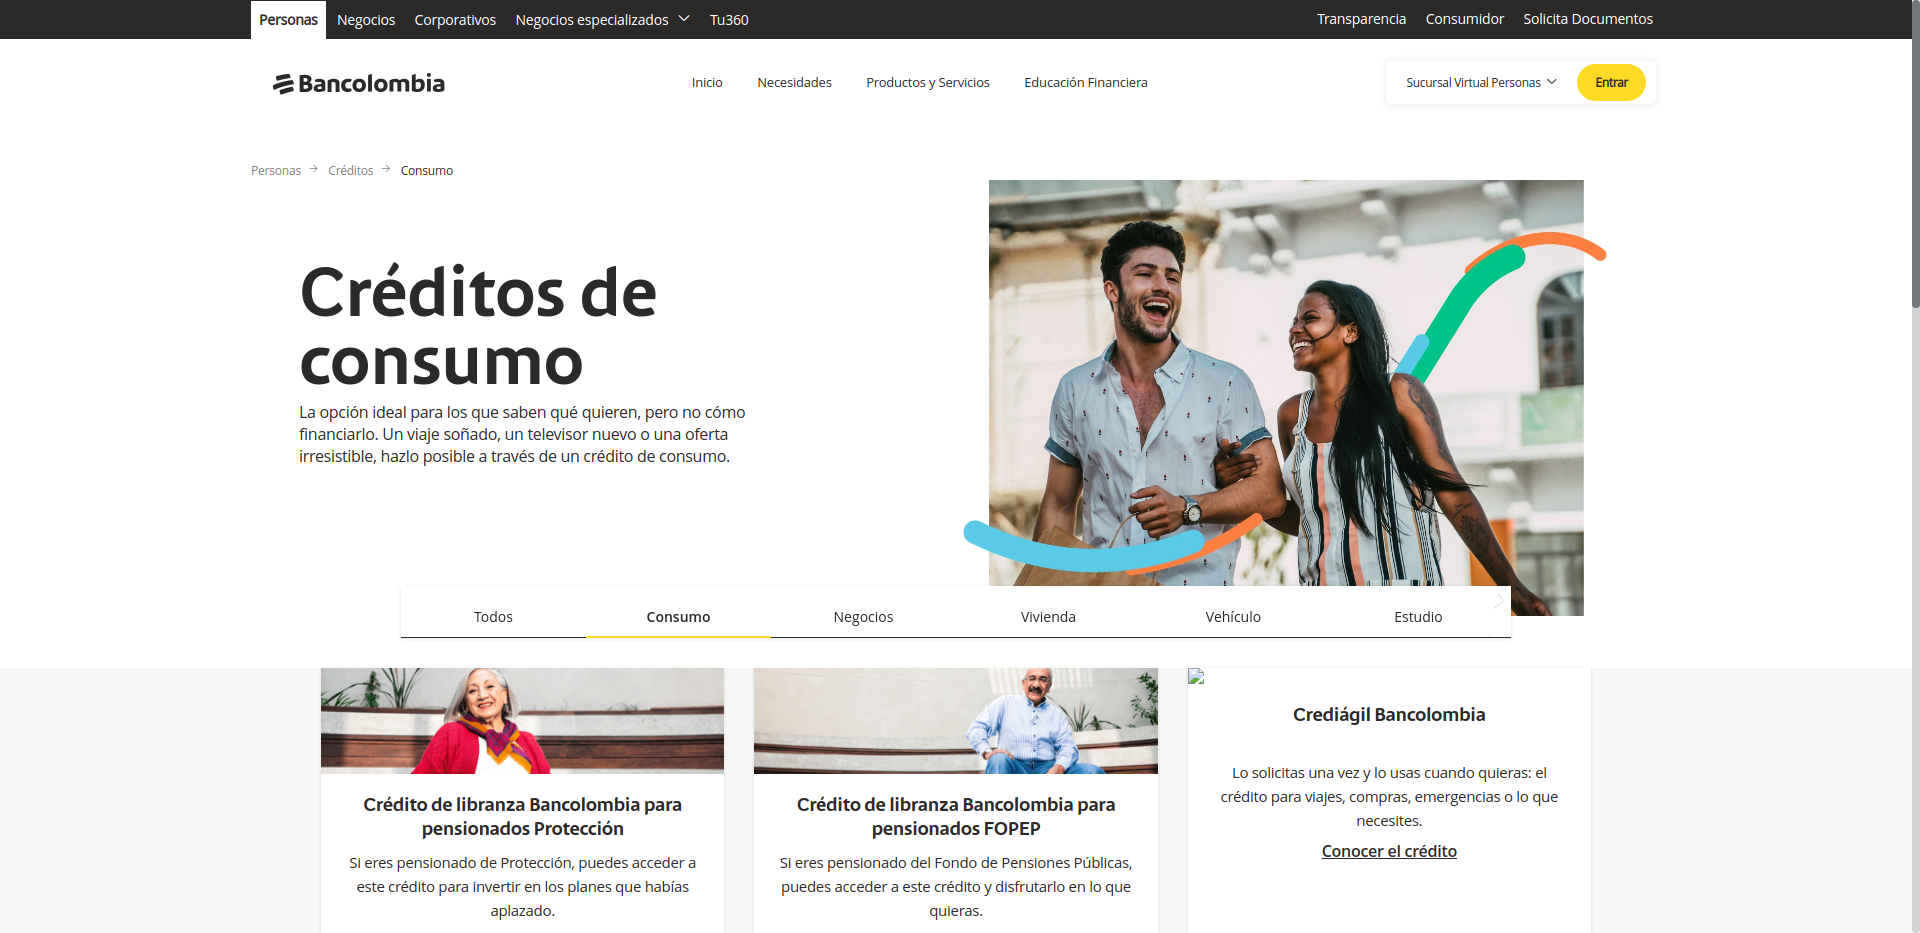 Personas Negocios Corporativos Negocios especializados Tu360 Transparencia Consumidor Solicita Documentos
Bancolombia Inicio Necesidades Productos y Servicios Educación Financiera Sucursal Virtual Personas Entrar
Personas Créditos Consumo
Créditos de
consumo
La opción ideal para los que saben qué quieren, pero no cómo
financiarlo. Un viaje soñado, un televisor nuevo o una oferta
irresistible, hazlo posible a través de un crédito de consumo.
Todos Consumo Negocios Vivienda Vehículo Estudio
Crédito de libranza Bancolombia para
pensionados Protección
Si eres pensionado de Protección, puedes acceder a
este crédito para invertir en los planes que habías
aplazado.
Crédito de libranza Bancolombia para
pensionados FOPEP
Si eres pensionado del Fondo de Pensiones Públicas,
puedes acceder a este crédito y disfrutarlo en lo que
quieras.
Crediágil Bancolombia
Lo solicitas una vez y lo usas cuando quieras: el
crédito para viajes, compras, emergencias o lo que
necesites.
Conocer el crédito